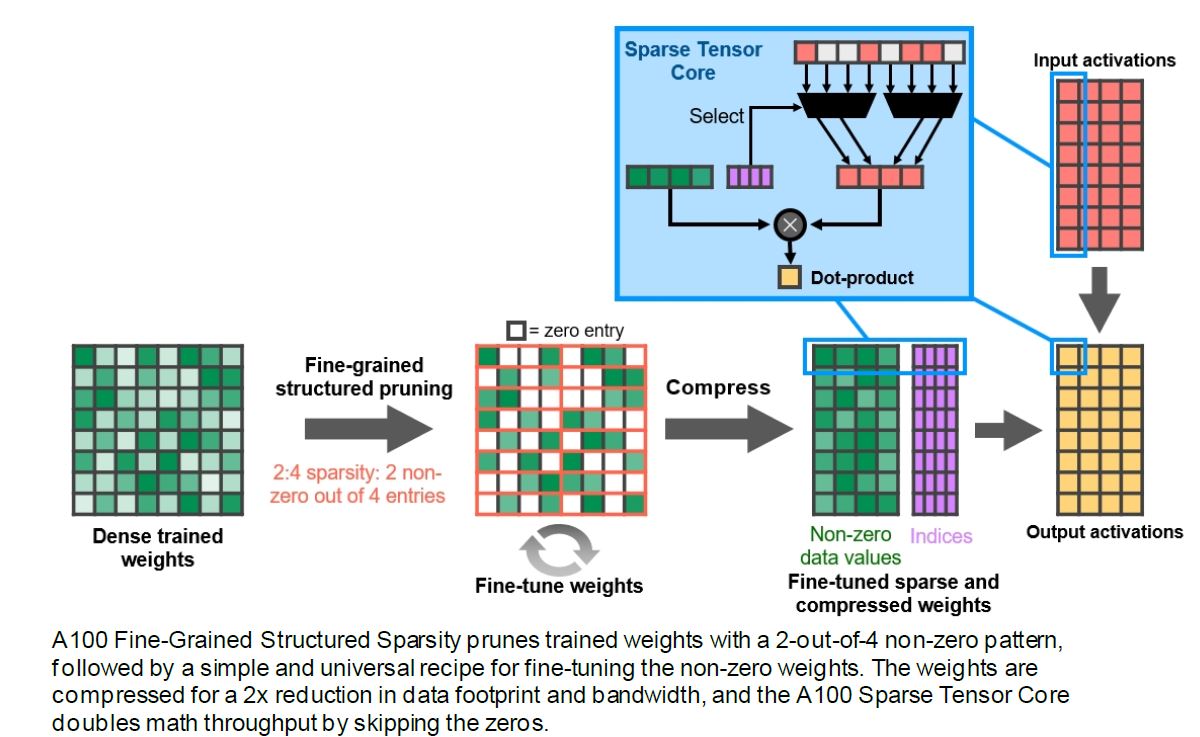 Sparse Tensor
Core
Select
Dot-product
Input activations
= zero entry
Fine-grained
structured pruning
2:4 sparsity: 2 non-
zero out of 4 entries
Compress
Dense trained
weights
Fine-tune weights
Non-zero
data values
Indices
Fine-tuned sparse and
compressed weights
Output activations
A100 Fine-Grained Structured Sparsity prunes trained weights with a 2-out-of-4 non-zero pattern,
followed by a simple and universal recipe for fine-tuning the non-zero weights. The weights are
compressed for a 2x reduction in data footprint and bandwidth, and the A100 Sparse Tensor Core
doubles math throughput by skipping the zeros.